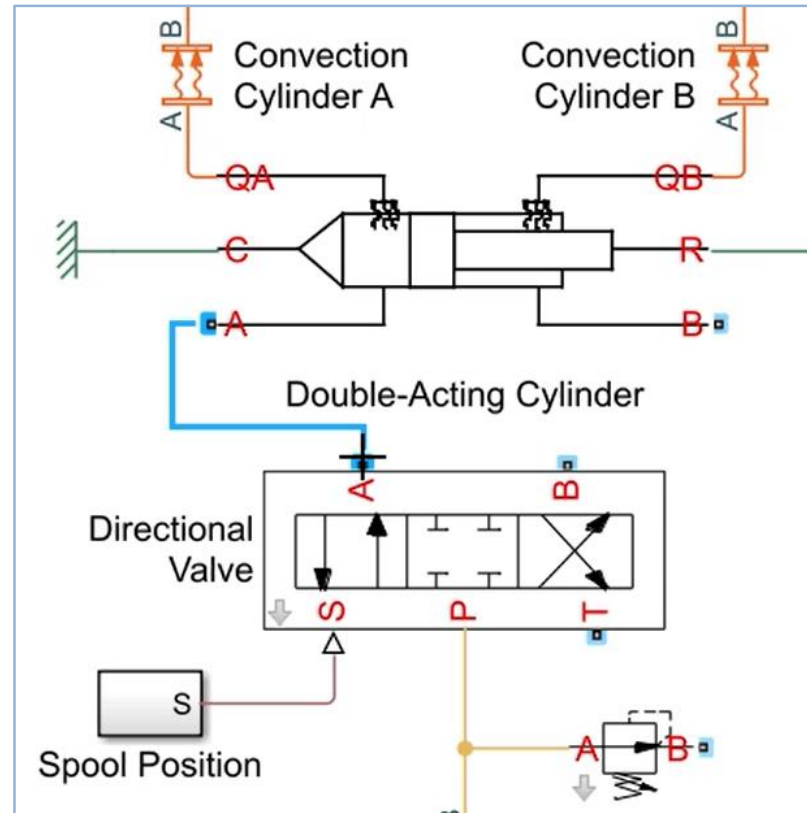 B
B
Convection
Cylinder A
Convection
Cylinder B
A
A
QA
QB
C
R
A
B
Double-Acting Cylinder
A
B
Directional
Valve
S
P
T
S
A
B
Spool Position